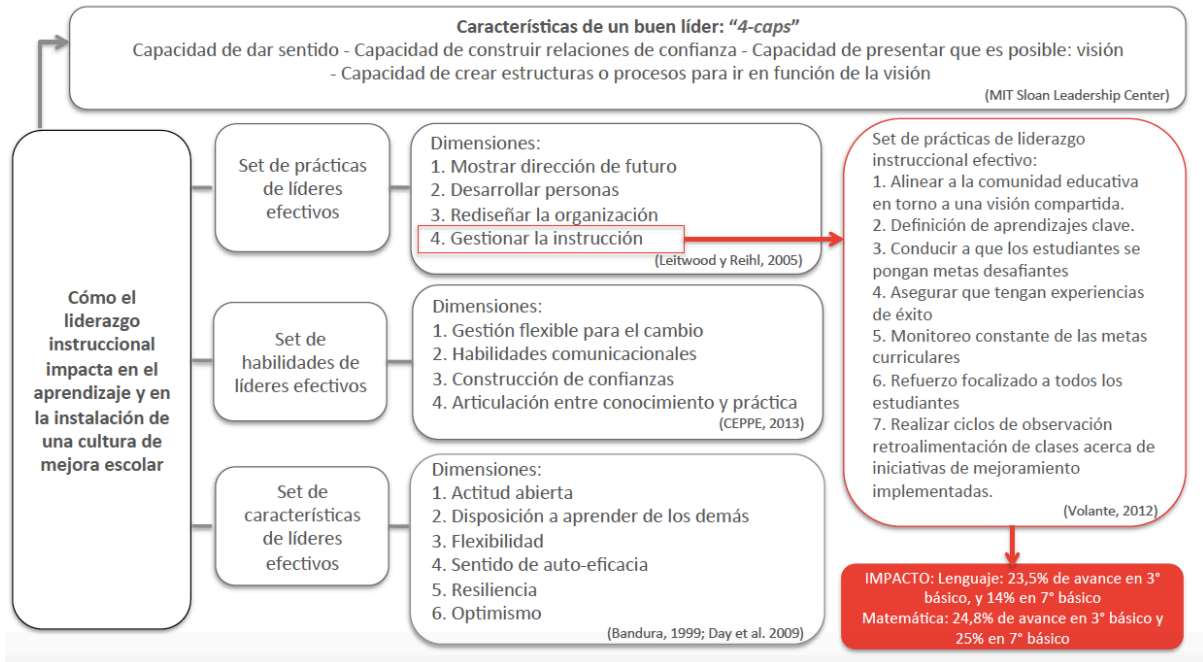 Características de un buen líder: “4-caps”
Capacidad de dar sentido - Capacidad de construir relaciones de confianza - Capacidad de presentar que es posible: visión
- Capacidad de crear estructuras o procesos para ir en función de la visión
(MIT Sloan Leadership Center)
Cómo el
liderazgo
instruccional
impacta en el
aprendizaje y en
la instalación de
una cultura de
mejora escolar
Set de prácticas
de líderes
efectivos
Dimensiones:
1. Mostrar dirección de futuro
2. Desarrollar personas
3. Rediseñar la organización
4. Gestionar la instrucción
(Leitwood y Reihl, 2005)
Set de
habilidades de
líderes efectivos
Dimensiones:
1. Gestión flexible para el cambio
2. Habilidades comunicacionales
3. Construcción de confianzas
4. Articulación entre conocimiento y práctica
(CEPPE, 2013)
Set de
características
de líderes
efectivos
Dimensiones:
1. Actitud abierta
2. Disposición a aprender de los demás
3. Flexibilidad
4. Sentido de auto-eficacia
5. Resiliencia
6. Optimismo
(Bandura, 1999; Day et al. 2009)
Set de prácticas de liderazgo
instruccional efectivo:
1. Alinear a la comunidad educativa
en torno a una visión compartida.
2. Definición de aprendizajes clave.
3. Conducir a que los estudiantes se
pongan metas desafiantes
4. Asegurar que tengan experiencias
de éxito
5. Monitoreo constante de las metas
curriculares
6. Refuerzo focalizado a todos los
estudiantes
7. Realizar ciclos de observación
retroalimentación de clases acerca de
iniciativas de mejoramiento
implementadas.
(Volante, 2012)
IMPACTO: Lenguaje: 23,5% de avance en 3°
básico, y 14% en 7° básico
Matemática: 24,8% de avance en 3° básico y
25% en 7° básico